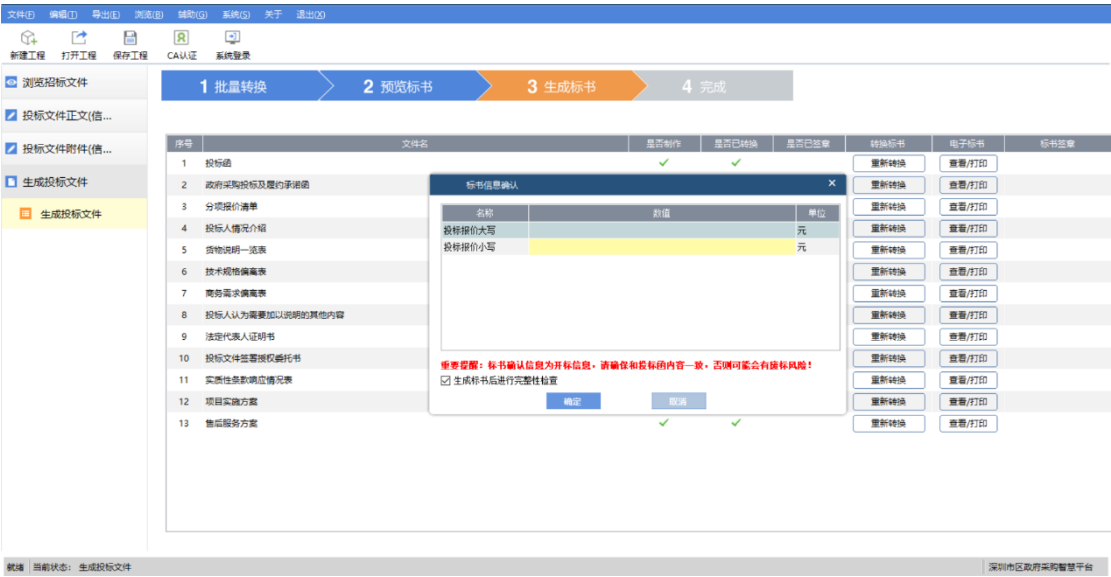 文件(F) 编辑(I) 导出(E) 浏览(B) 辅助(G) 系统(S) 关于 退出(X)
新建工程 打开工程 保存工程 CA认证 系统登录
浏览招标文件
投标文件正文(信...
投标文件附件(信...
生成投标文件
生成投标文件
1 批量转换 2 预览标书 3 生成标书 4 完成
序号 文件名 是否制作 是否已转换 是否已签章 转换标书 电子标书 标书签章
1 投标函 重新转换 查看/打印
2 政府采购投标及履约承诺函 重新转换 查看/打印
3 分项报价清单 重新转换 查看/打印
4 投标人情况介绍 重新转换 查看/打印
5 货物说明一览表 重新转换 查看/打印
6 技术规格偏离表 重新转换 查看/打印
7 商务需求偏离表 重新转换 查看/打印
8 投标人认为需要加以说明的其他内容 重新转换 查看/打印
9 法定代表人证明书 重新转换 查看/打印
10 投标文件签署授权委托书 重新转换 查看/打印
11 实质性条款响应情况表 重新转换 查看/打印
12 项目实施方案 重新转换 查看/打印
13 售后服务方案 重新转换 查看/打印
标书信息确认
名称 数值 单位
投标报价大写 元
投标报价小写 元
重要提醒：标书确认信息为开标信息，请确保和投标函内容一致，否则可能会有废标风险！
生成标书后进行完整性检查
确定 取消
就绪 当前状态：生成投标文件 深圳市区政府采购智慧平台